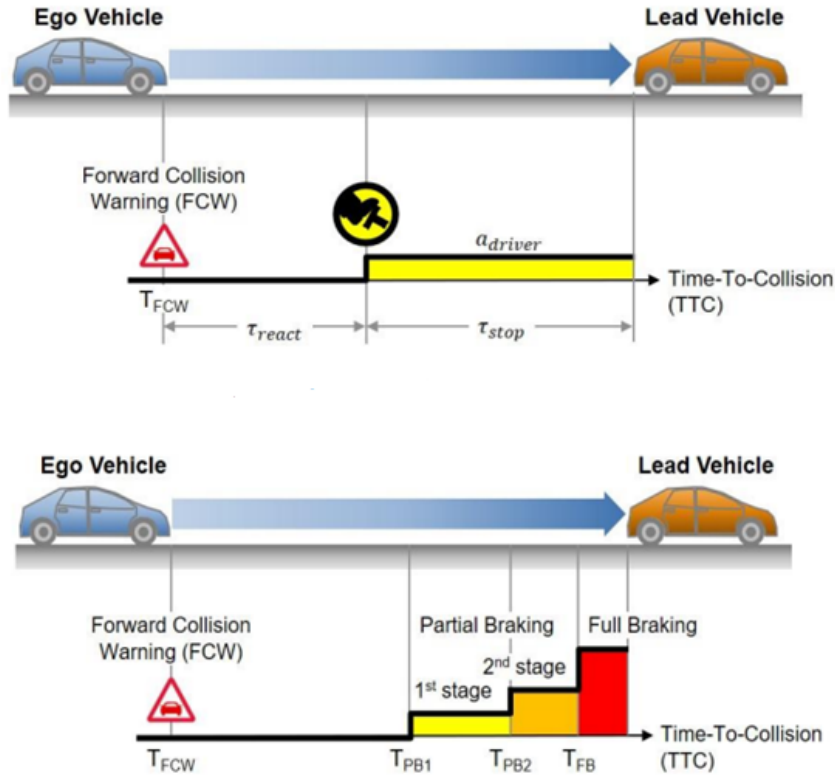 Ego Vehicle
Lead Vehicle
Forward Collision
Warning (FCW)
a_driver
T_FCW
Time-To-Collision
(TTC)
τ_react
τ_stop
Ego Vehicle
Lead Vehicle
Forward Collision
Warning (FCW)
Partial Braking
Full Braking
2nd stage
1st stage
Time-To-Collision
(TTC)
T_FCW
T_PB1
T_PB2
T_FB